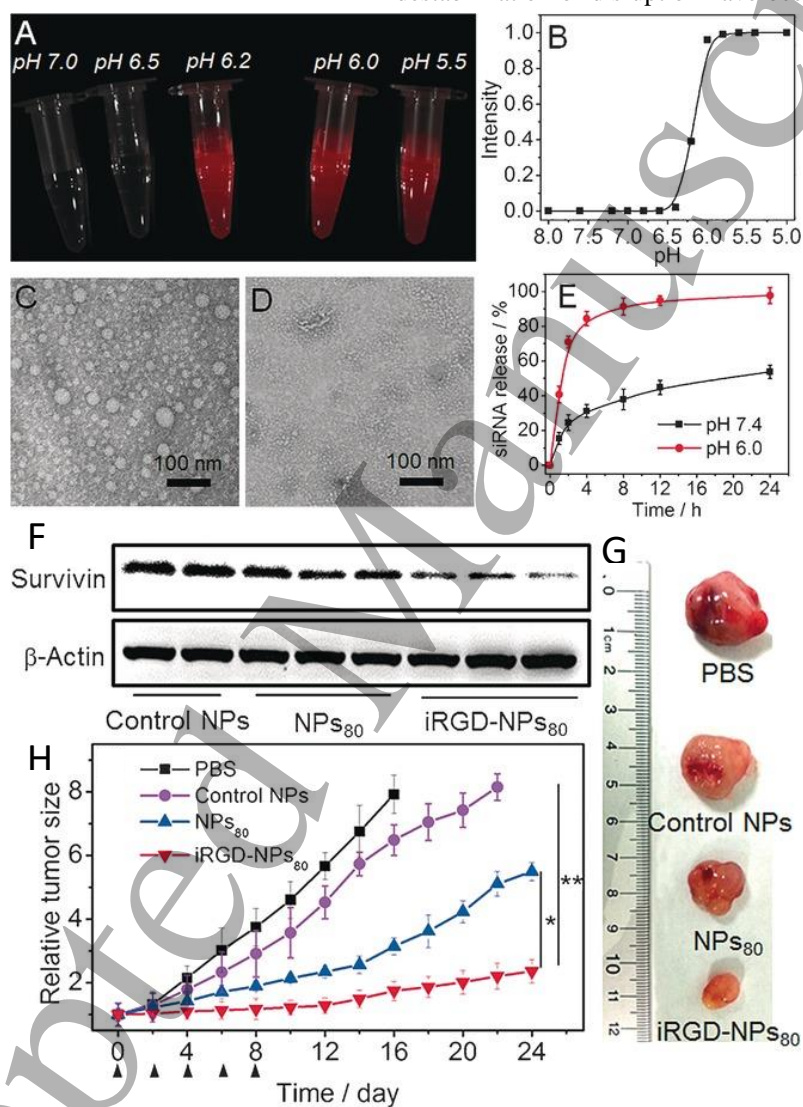 A
pH 7.0 pH 6.5 pH 6.2 pH 6.0 pH 5.5
B
Intensity
1.0
0.8
0.6
0.4
0.2
0.0
8.0 7.5 7.0 6.5 6.0 5.5 5.0
pH
C
100 nm
D
100 nm
E
siRNA release / %
100
80
60
40
20
0
pH 7.4
pH 6.0
0 4 8 12 16 20 24
Time / h
F
Survivin
β-Actin
Control NPs NPs80 iRGD-NPs80
G
0
1cm
2
3
4
5
6
7
8
9
10
11
12
PBS
Control NPs
NPs80
iRGD-NPs80
H
Relative tumor size
8
6
4
2
PBS
Control NPs
NPs80
iRGD-NPs80
*
**
0 4 8 12 16 20 24
Time / day
pted Manusc